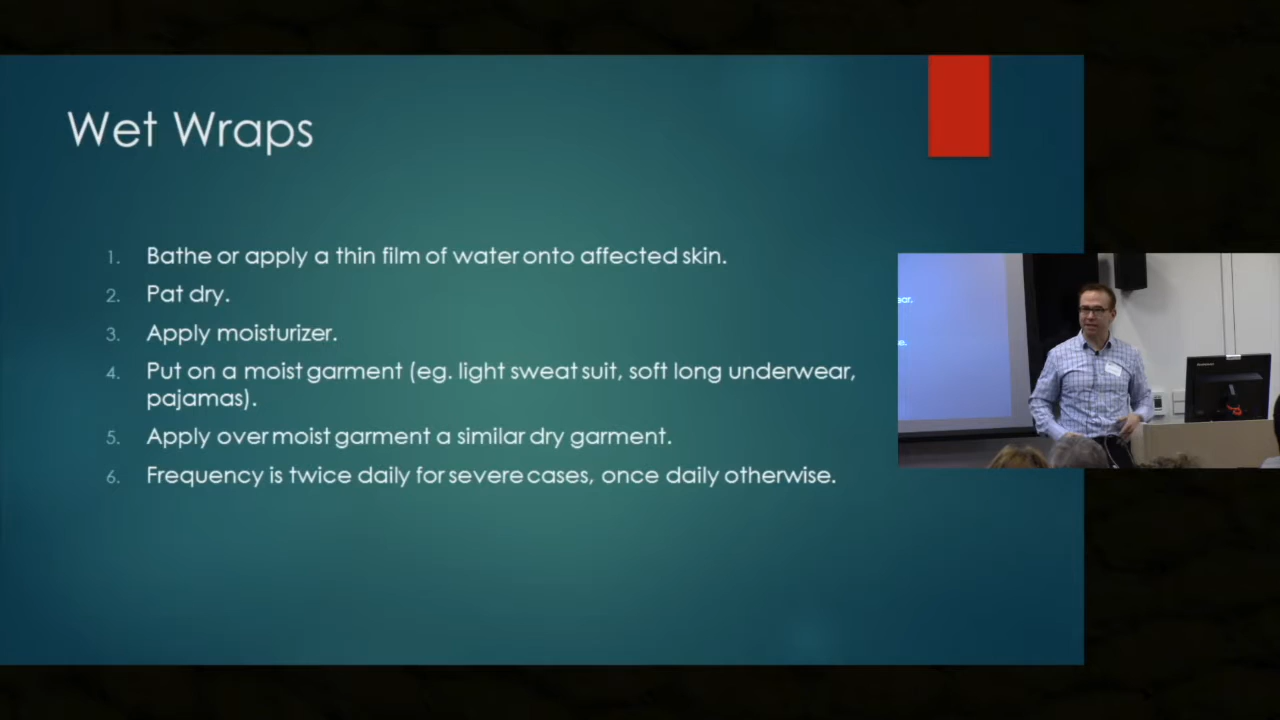 Wet Wraps
1. Bathe or apply a thin film of water onto affected skin.
2. Pat dry.
3. Apply moisturizer.
4. Put on a moist garment (eg. light sweat suit, soft long underwear,
pajamas).
5. Apply over moist garment a similar dry garment.
6. Frequency is twice daily for severe cases, once daily otherwise.
ear.